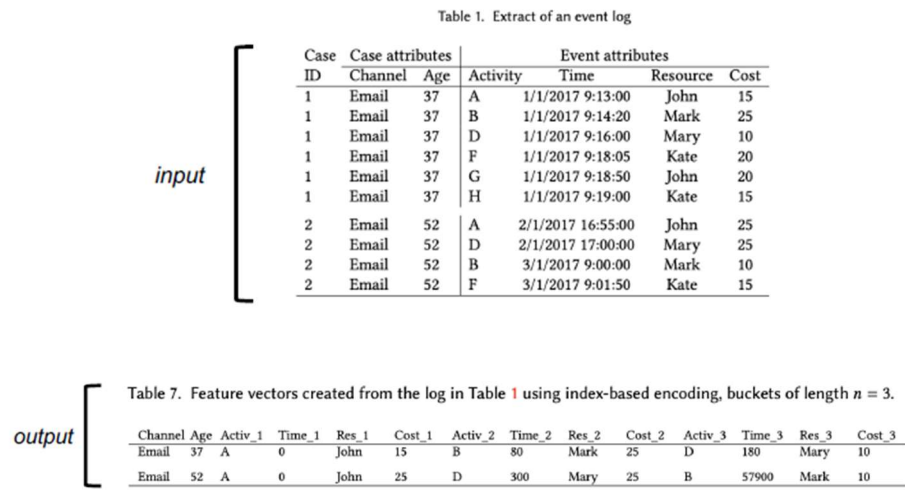 Table 1. Extract of an event log
Case Case attributes Event attributes
ID Channel Age Activity Time Resource Cost
1 Email 37 A 1/1/2017 9:13:00 John 15
1 Email 37 B 1/1/2017 9:14:20 Mark 25
1 Email 37 D 1/1/2017 9:16:00 Mary 10
input
1 Email 37 F 1/1/2017 9:18:05 Kate 20
1 Email 37 G 1/1/2017 9:18:50 John 20
1 Email 37 H 1/1/2017 9:19:00 Kate 15
2 Email 52 A 2/1/2017 16:55:00 John 25
2 Email 52 D 2/1/2017 17:00:00 Mary 25
2 Email 52 B 3/1/2017 9:00:00 Mark 10
2 Email 52 F 3/1/2017 9:01:50 Kate 15
Table 7. Feature vectors created from the log in Table 1 using index-based encoding, buckets of length n = 3.
output
Channel Age Activ_1 Time_1 Res_1 Cost_1 Activ_2 Time_2 Res_2 Cost_2 Activ_3 Time_3 Res_3 Cost_3
Email 37 A 0 John 15 B 80 Mark 25 D 180 Mary 10
Email 52 A 0 John 25 D 300 Mary 25 B 57900 Mark 10